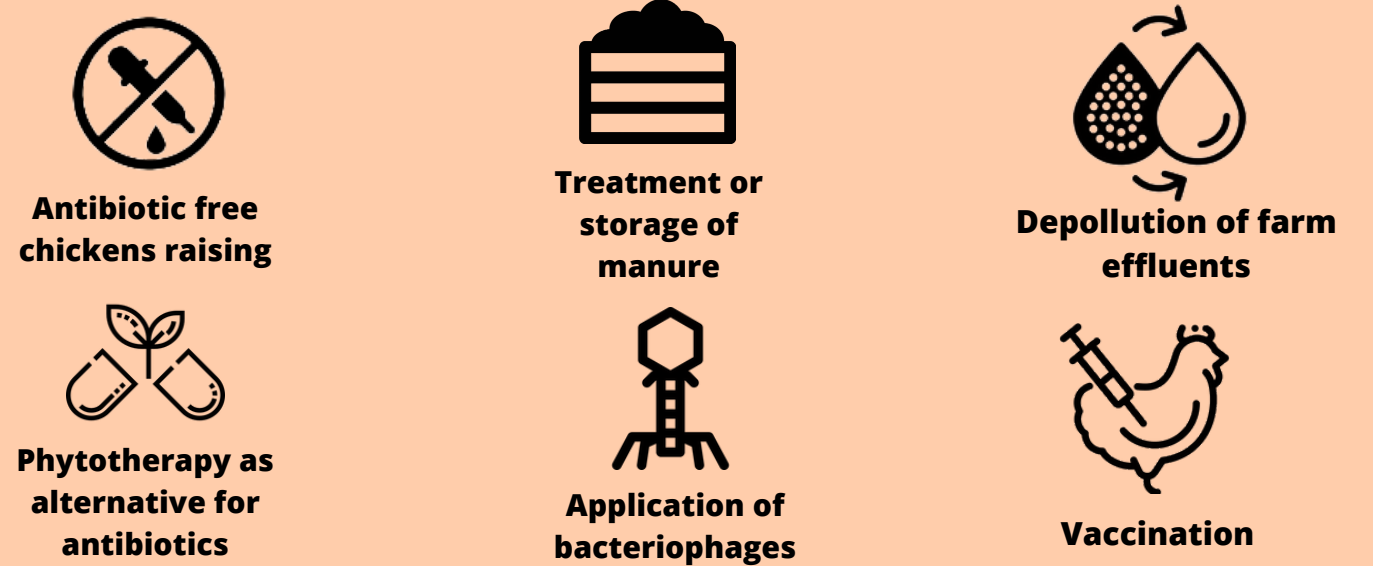 Antibiotic free
chickens raising
Treatment or
storage of
manure
Depollution of farm
effluents
Phytotherapy as
alternative for
antibiotics
Application of
bacteriophages
Vaccination